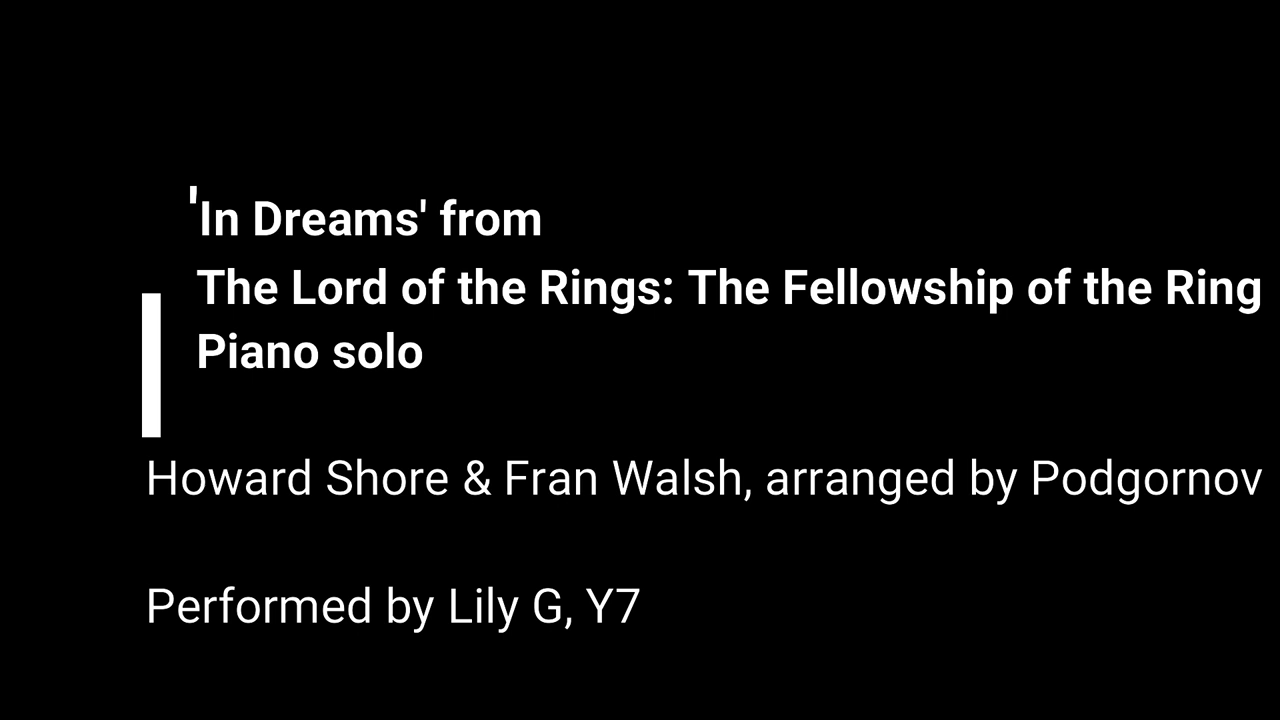 'In Dreams' from
The Lord of the Rings: The Fellowship of the Ring
Piano solo
Howard Shore & Fran Walsh, arranged by Podgornov
Performed by Lily G, Y7